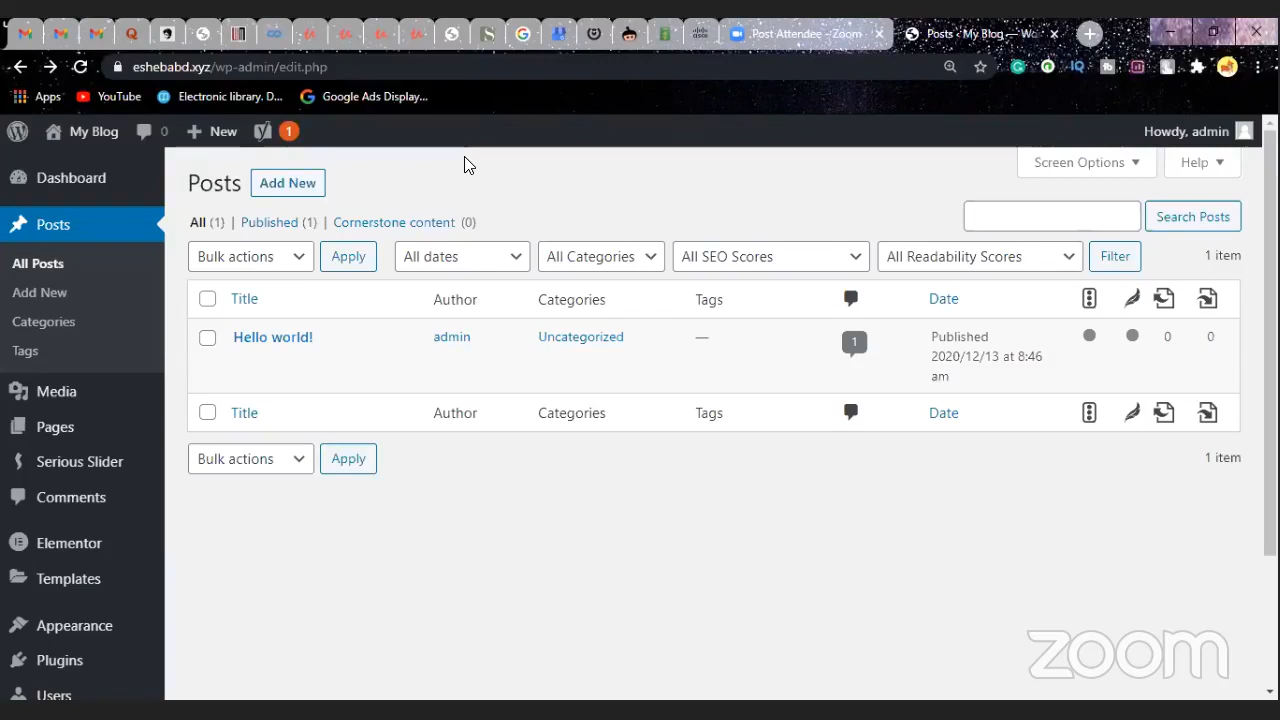 Post Attendee - Zoom
Posts ‹ My Blog — Wo
eshebabd.xyz/wp-admin/edit.php
Apps
YouTube
Electronic library. D...
Google Ads Display...
My Blog
0
New
1
Howdy, admin
Dashboard
Posts
All Posts
Add New
Categories
Tags
Media
Pages
Serious Slider
Comments
Elementor
Templates
Appearance
Plugins
Users
Screen Options
Help
Posts
Add New
All (1) | Published (1) | Cornerstone content (0)
Search Posts
Bulk actions
Apply
All dates
All Categories
All SEO Scores
All Readability Scores
Filter
1 item
Title
Author
Categories
Tags
Date
Hello world!
admin
Uncategorized
—
1
Published
2020/12/13 at 8:46
am
0
0
Title
Author
Categories
Tags
Date
Bulk actions
Apply
1 item
zoom